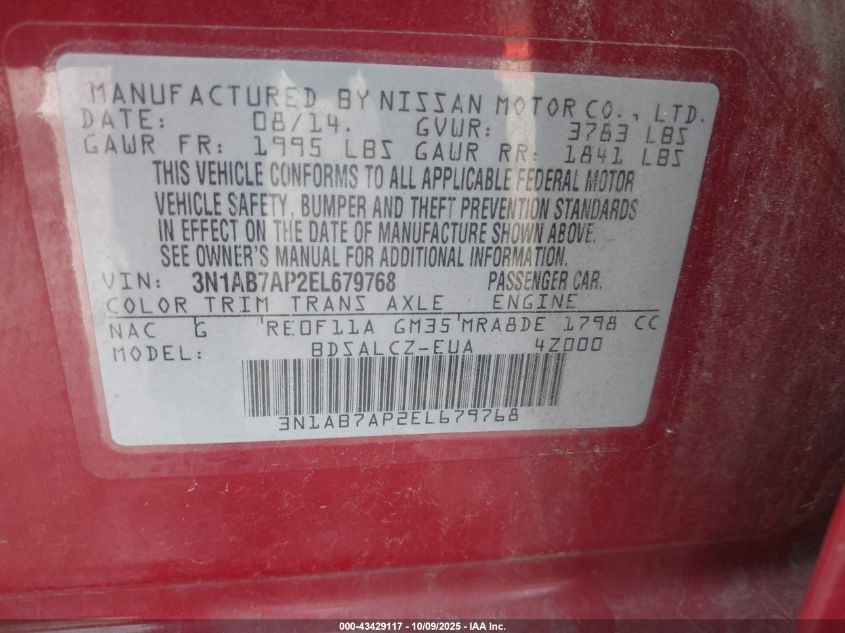 MANUFACTURED BY NISSAN MOTOR CO., LTD.
DATE: 08/14. GVWR: 3783 LBS
GAWR FR: 1995 LBS GAWR RR: 1841 LBS
THIS VEHICLE CONFORMS TO ALL APPLICABLE FEDERAL MOTOR
VEHICLE SAFETY, BUMPER AND THEFT PREVENTION STANDARDS
IN EFFECT ON THE DATE OF MANUFACTURE SHOWN ABOVE.
SEE OWNER'S MANUAL FOR ADDITIONAL INFORMATION.
VIN: 3N1AB7AP2EL679768 PASSENGER CAR.
COLOR TRIM TRANS AXLE ENGINE
NAC G RE0F11A GM35 MRA8DE 1798 CC
MODEL: BDSALCZ-EUA 4Z000
3N1AB7AP2EL679768
000-43429117 - 10/09/2025 - IAA Inc.